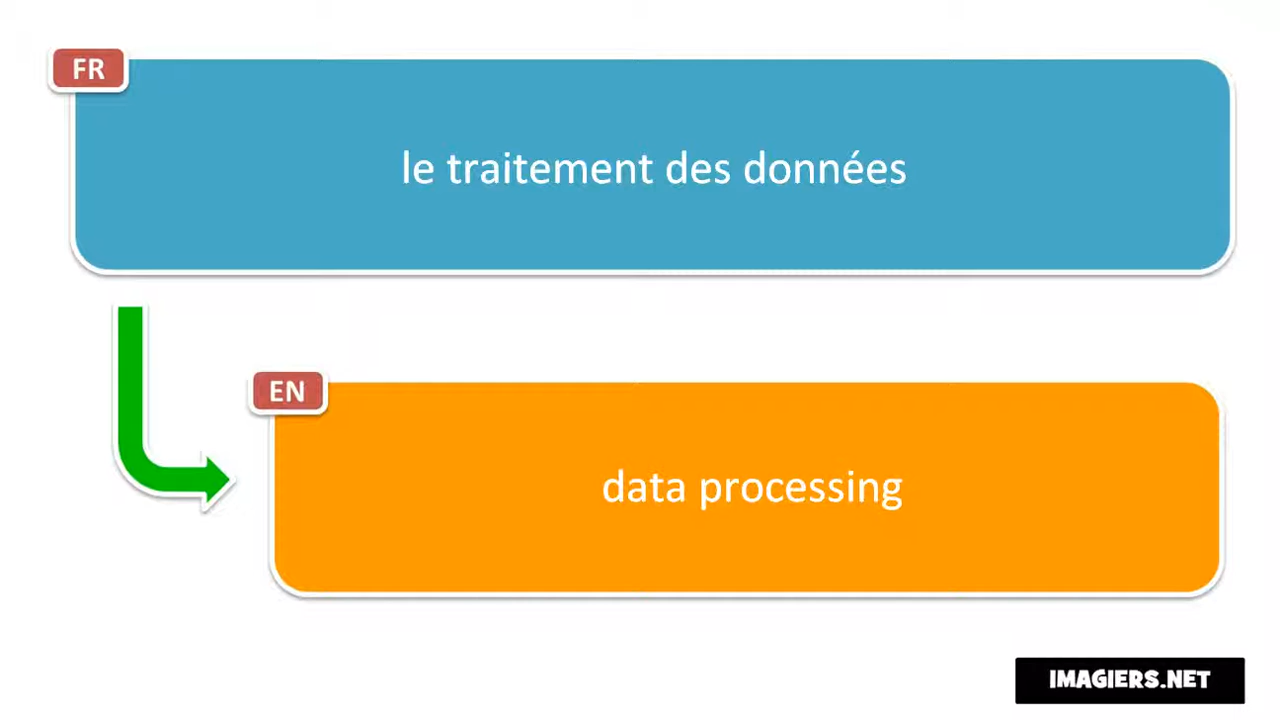 FR
le traitement des données
EN
data processing
IMAGIERS.NET